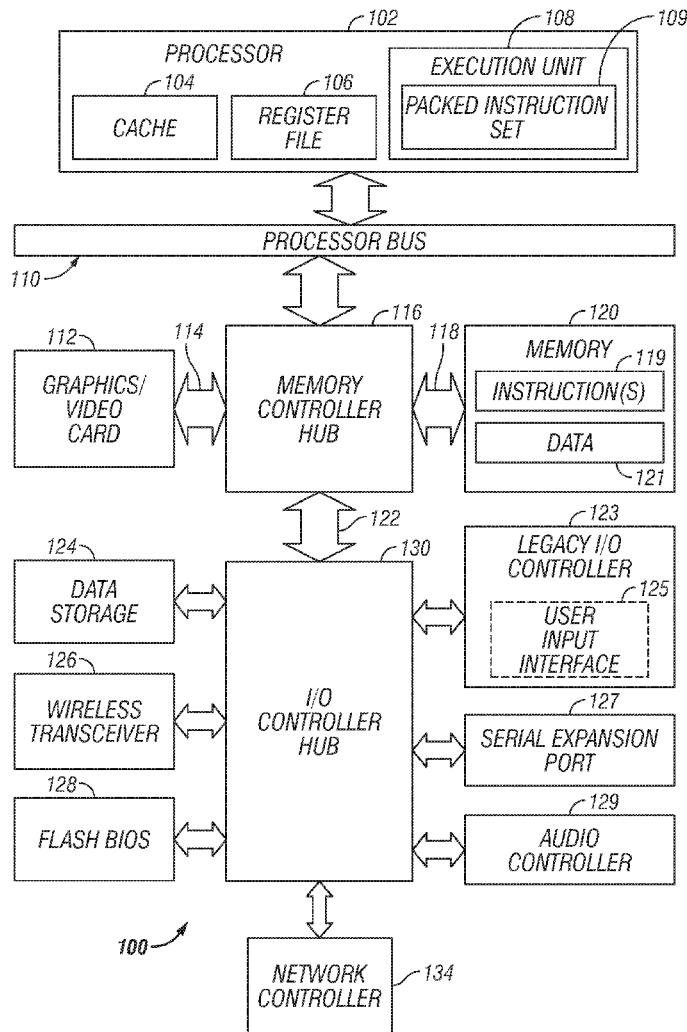 102
PROCESSOR
108
109
104
106
EXECUTION UNIT
CACHE
REGISTER
FILE
PACKED INSTRUCTION
SET
PROCESSOR BUS
110
112
114
116
118
120
GRAPHICS/
VIDEO
CARD
MEMORY
CONTROLLER
HUB
MEMORY
119
INSTRUCTION(S)
DATA
121
122
124
130
123
DATA
STORAGE
LEGACY I/O
CONTROLLER
125
USER
INPUT
INTERFACE
126
WIRELESS
TRANSCEIVER
I/O
CONTROLLER
HUB
127
SERIAL EXPANSION
PORT
128
FLASH BIOS
129
AUDIO
CONTROLLER
100
NETWORK
CONTROLLER
134